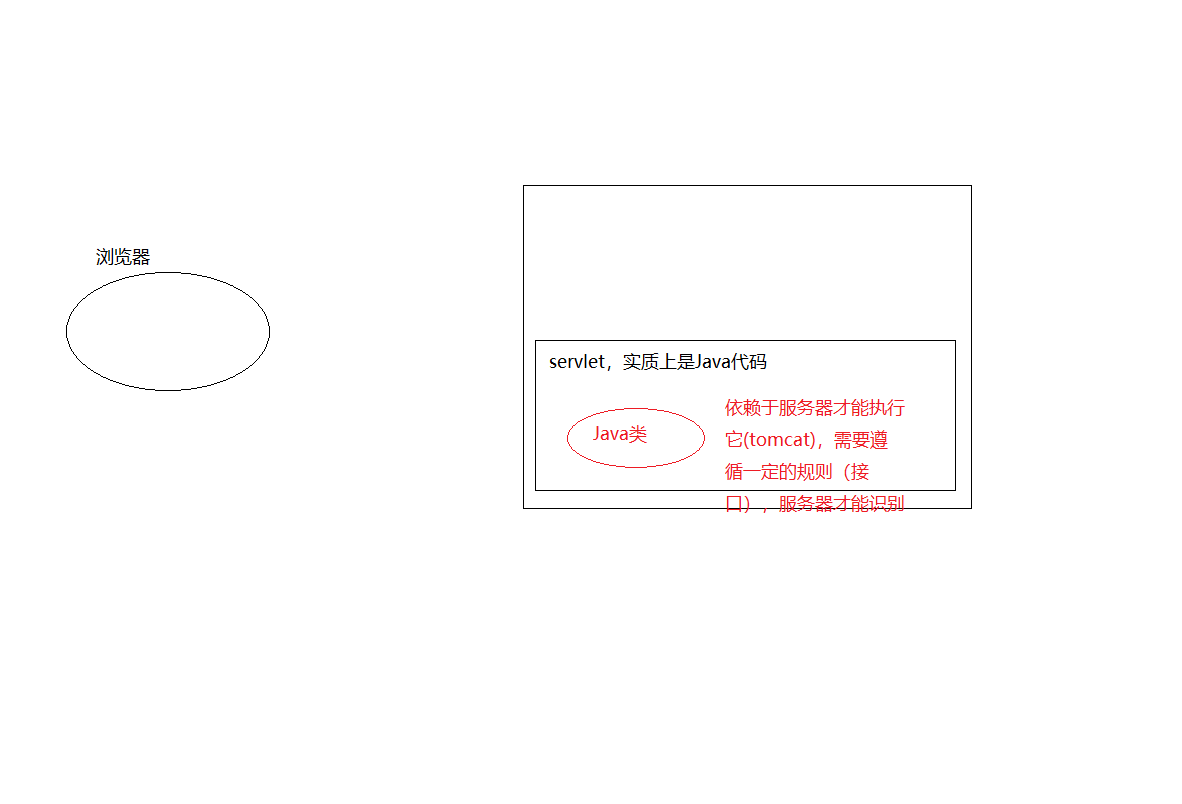 浏览器
servlet，实质上是Java代码
Java类
依赖于服务器才能执行
它(tomcat)，需要遵
循一定的规则（接
口），服务器才能识别